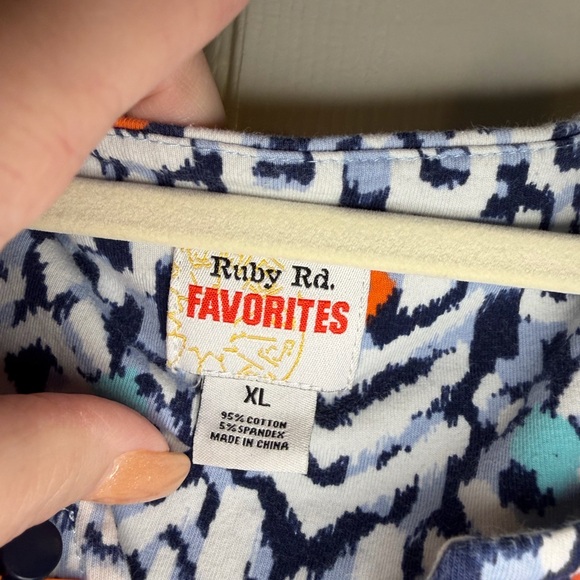 Ruby Rd.
FAVORITES
XL
95% COTTON
5% SPANDEX
MADE IN CHINA